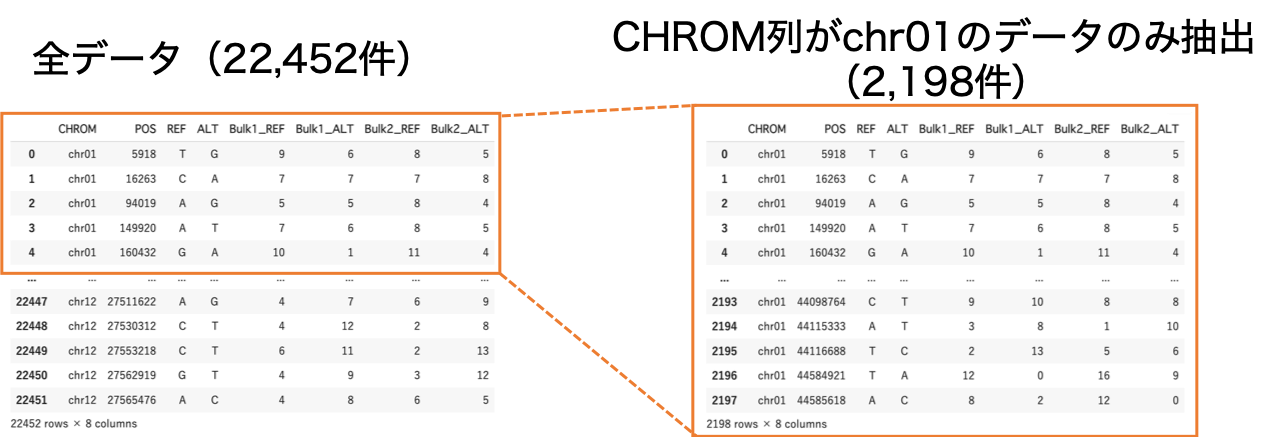 全データ（22,452件）
CHROM列がchr01のデータのみ抽出
（2,198件）
CHROM POS REF ALT Bulk1_REF Bulk1_ALT Bulk2_REF Bulk2_ALT
0 chr01 5918 T G 9 6 8 5
1 chr01 16263 C A 7 7 7 8
2 chr01 94019 A G 5 5 8 4
3 chr01 149920 A T 7 6 8 5
4 chr01 160432 G A 10 1 11 4
... ... ... ... ... ... ... ... ...
22447 chr12 27511622 A G 4 7 6 9
22448 chr12 27530312 C T 4 12 2 8
22449 chr12 27553218 C T 6 11 2 13
22450 chr12 27562919 G T 4 9 3 12
22451 chr12 27565476 A C 4 8 6 5
22452 rows × 8 columns
CHROM POS REF ALT Bulk1_REF Bulk1_ALT Bulk2_REF Bulk2_ALT
0 chr01 5918 T G 9 6 8 5
1 chr01 16263 C A 7 7 7 8
2 chr01 94019 A G 5 5 8 4
3 chr01 149920 A T 7 6 8 5
4 chr01 160432 G A 10 1 11 4
... ... ... ... ... ... ... ... ...
2193 chr01 44098764 C T 9 10 8 8
2194 chr01 44115333 A T 3 8 1 10
2195 chr01 44116688 T C 2 13 5 6
2196 chr01 44584921 T A 12 0 16 9
2197 chr01 44585618 A C 8 2 12 0
2198 rows × 8 columns